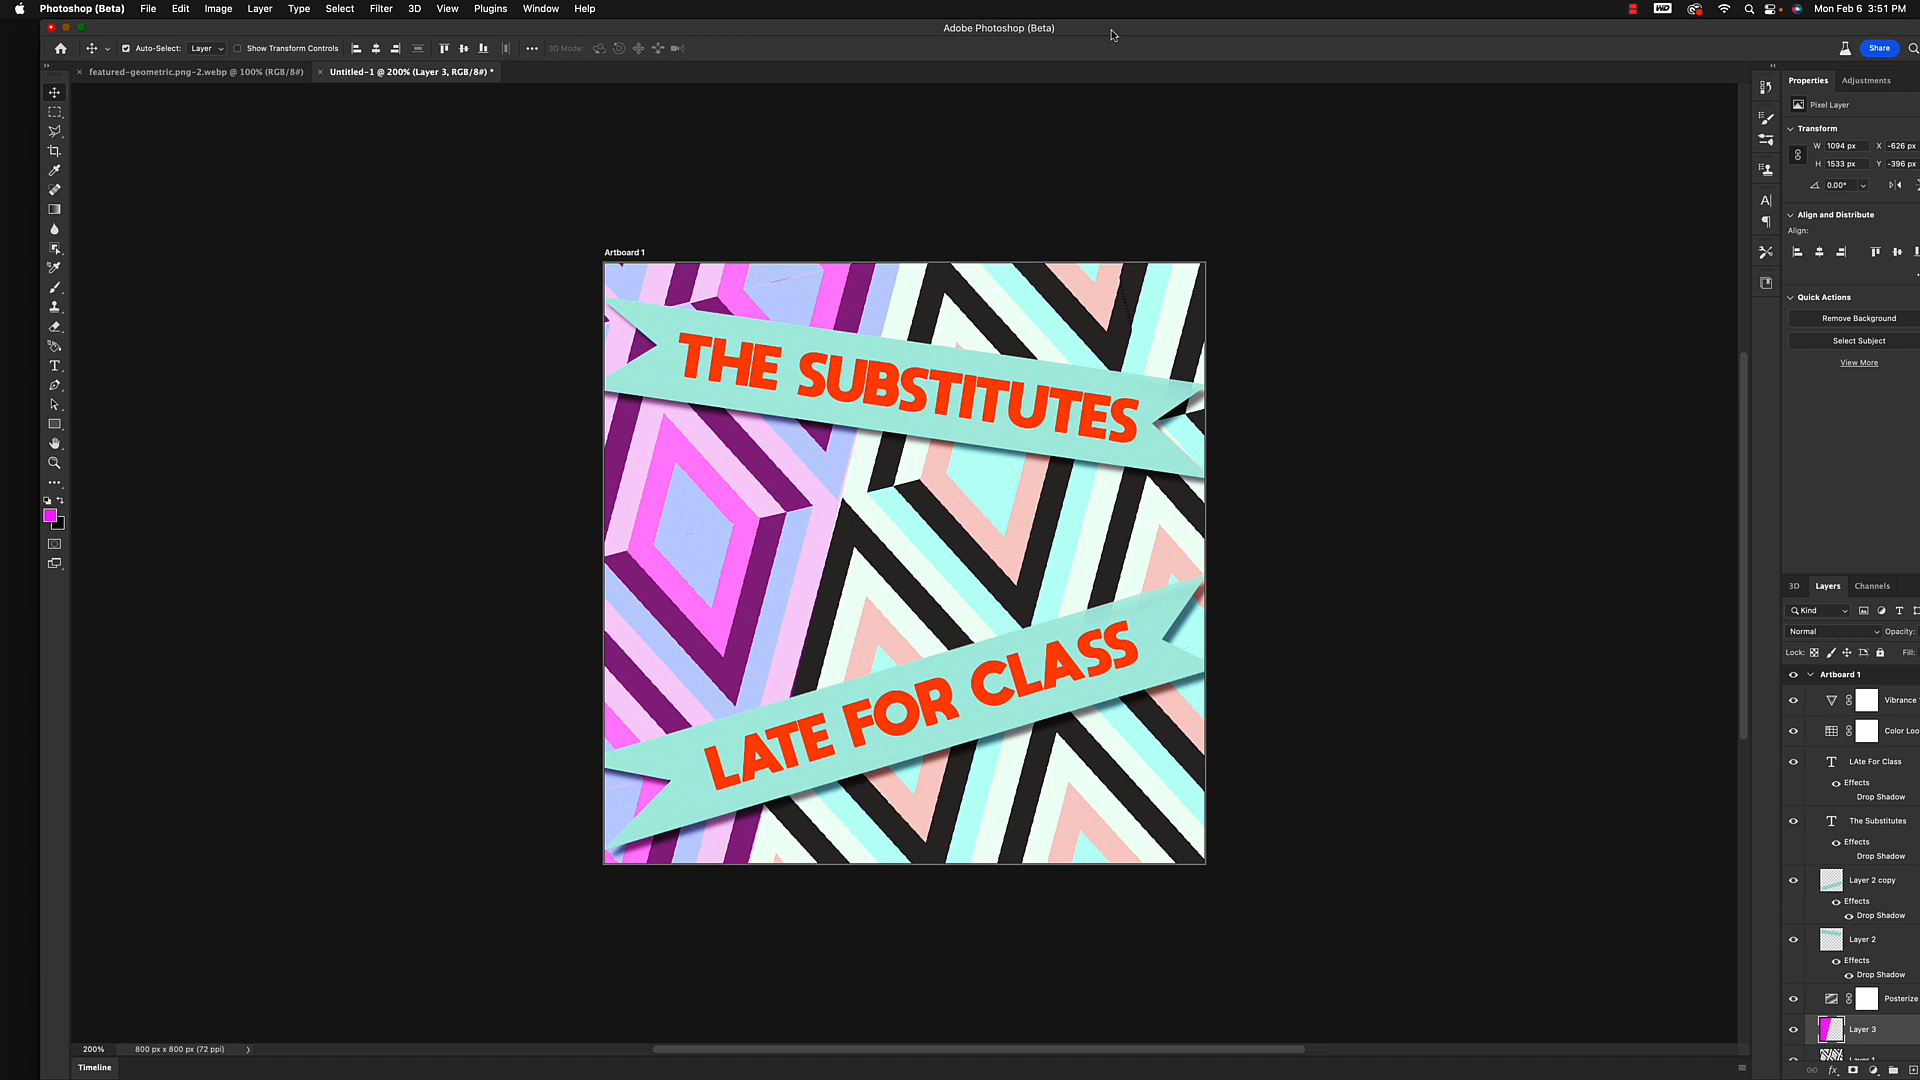 Photoshop (Beta) File Edit Image Layer Type Select Filter 3D View Plugins Window Help
WD
Mon Feb 6 3:51 PM
Adobe Photoshop (Beta)
Auto-Select: Layer Show Transform Controls
3D Mode:
Share
× featured-geometric.png-2.webp @ 100% (RGB/8#)
× Untitled-1 @ 200% (Layer 3, RGB/8#) *
Artboard 1
THE SUBSTITUTES
LATE FOR CLASS
200% 800 px x 800 px (72 ppi)
Timeline
Properties Adjustments
Pixel Layer
Transform
W 1094 px X -626 px
H 1533 px Y -396 px
0.00°
Align and Distribute
Align:
Quick Actions
Remove Background
Select Subject
View More
3D Layers Channels
Kind
Normal Opacity:
Lock: Fill:
Artboard 1
Vibrance
Color Loo
LAte For Class
Effects
Drop Shadow
The Substitutes
Effects
Drop Shadow
Layer 2 copy
Effects
Drop Shadow
Layer 2
Effects
Drop Shadow
Posterize
Layer 3
fx